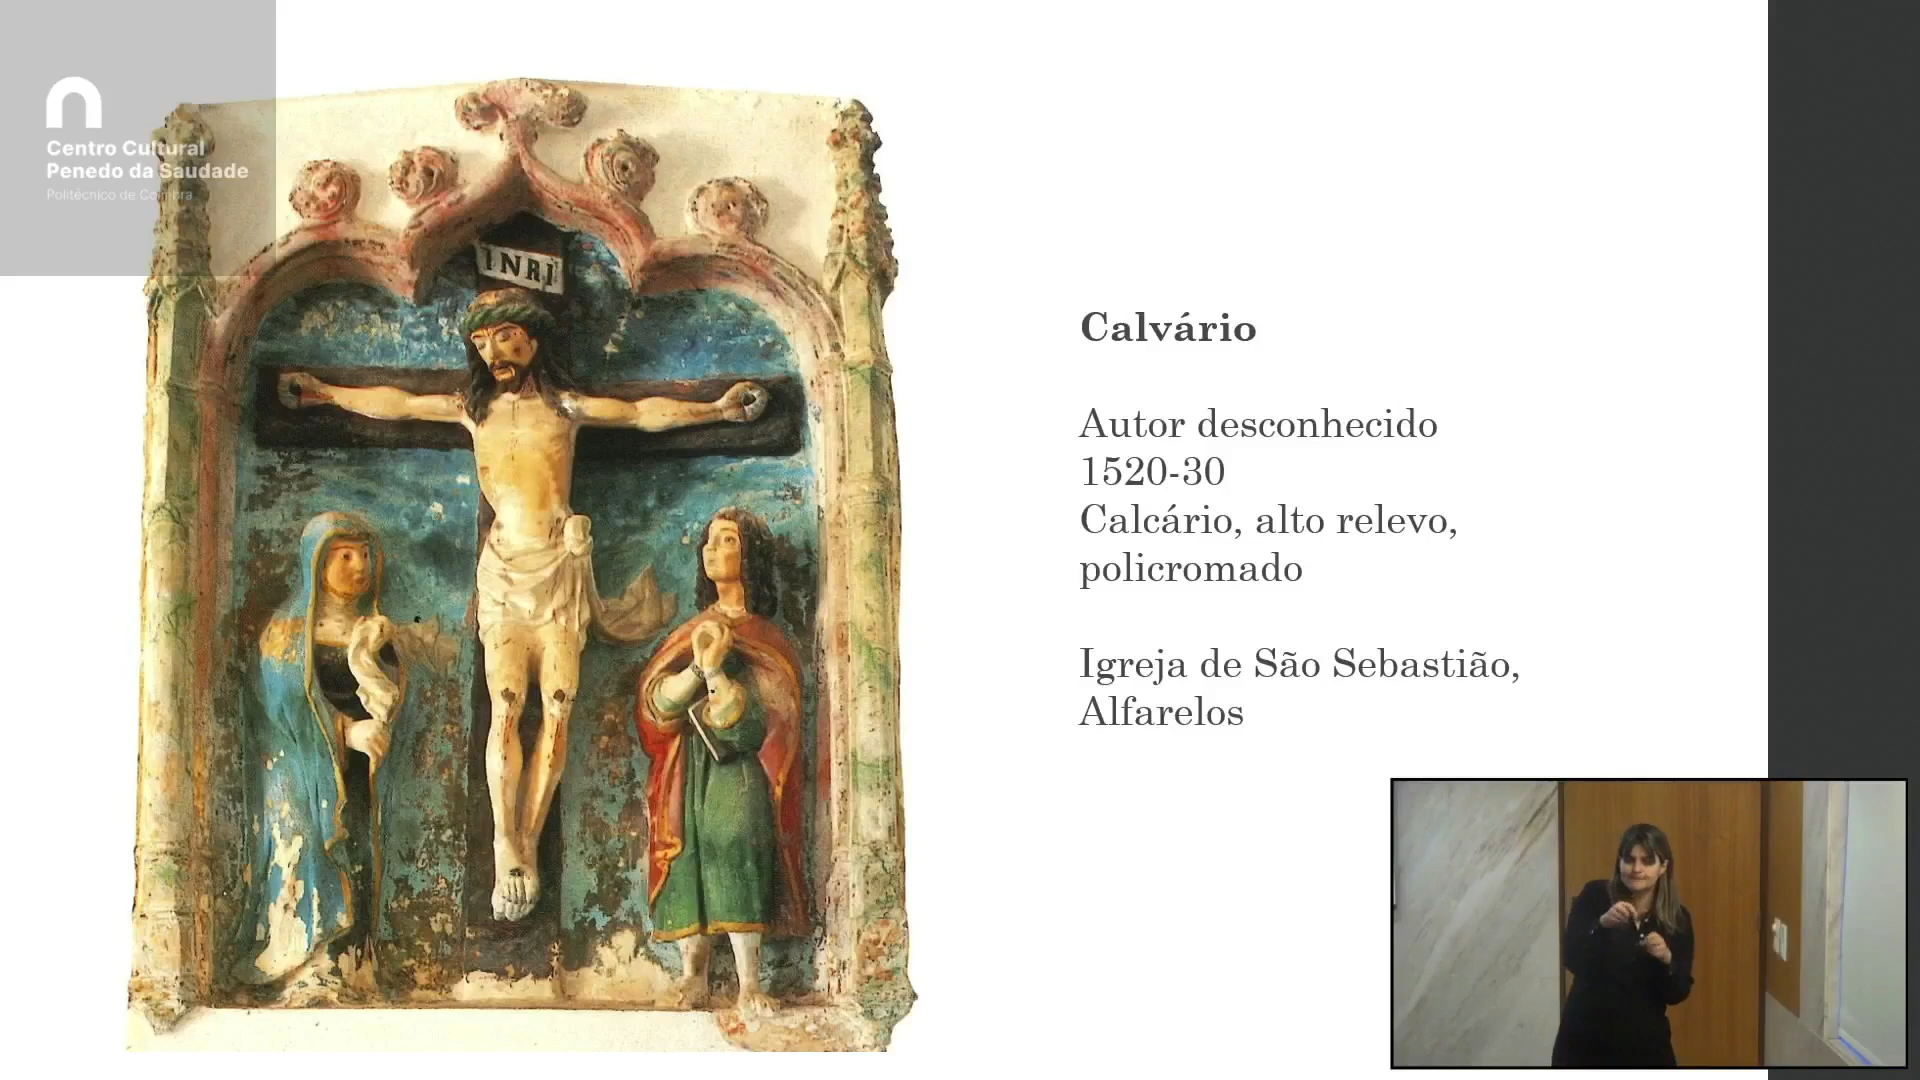 Centro Cultural
Penedo da Saudade
Politécnico de Coimbra
INRI
Calvário
Autor desconhecido
1520-30
Calcário, alto relevo,
policromado
Igreja de São Sebastião,
Alfarelos